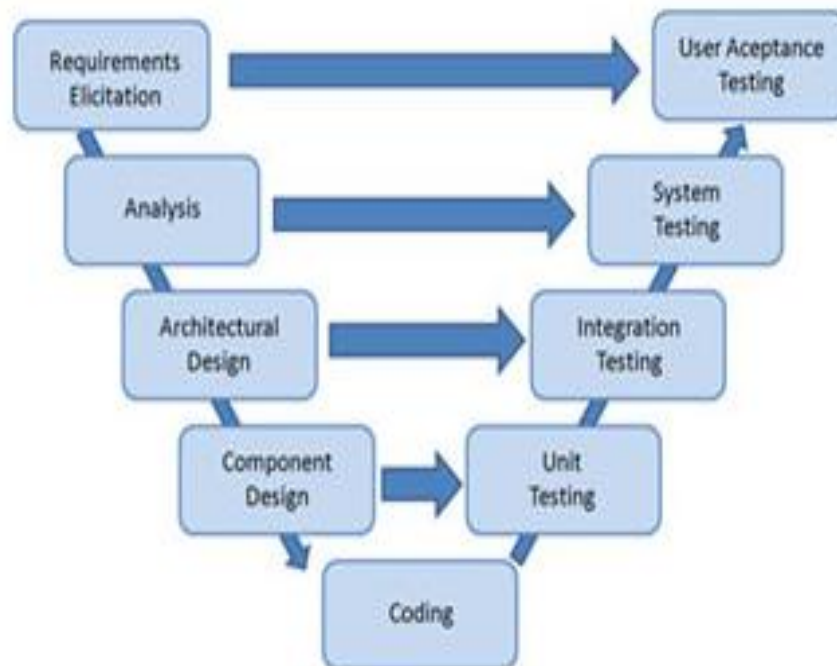 Requirements
Elicitation
User Aceptance
Testing
Analysis
System
Testing
Architectural
Design
Integration
Testing
Component
Design
Unit
Testing
Coding